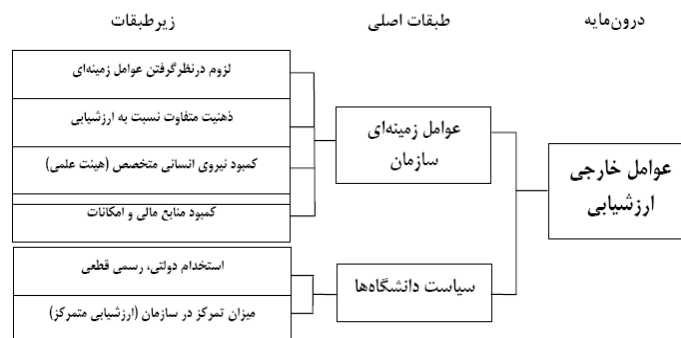 درون‌مایه
طبقات اصلی
زیرطبقات
عوامل خارجی
ارزشیابی
عوامل زمینه‌ای
سازمان
لزوم درنظرگرفتن عوامل زمینه‌ای
ذهنیت متفاوت نسبت به ارزشیابی
کمبود نیروی انسانی متخصص (هیئت علمی)
کمبود منابع مالی و امکانات
سیاست دانشگاه‌ها
استخدام دولتی، رسمی قطعی
میزان تمرکز در سازمان (ارزشیابی متمرکز)